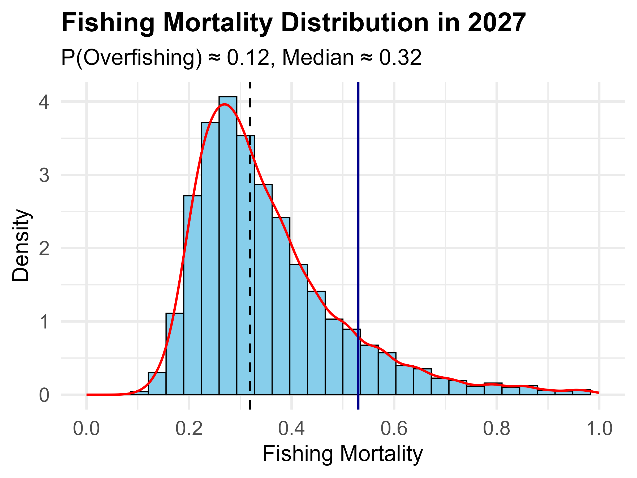 Fishing Mortality Distribution in 2027
P(Overfishing) ≈ 0.12, Median ≈ 0.32
4
3
2
1
0
Density
0.0 0.2 0.4 0.6 0.8 1.0
Fishing Mortality